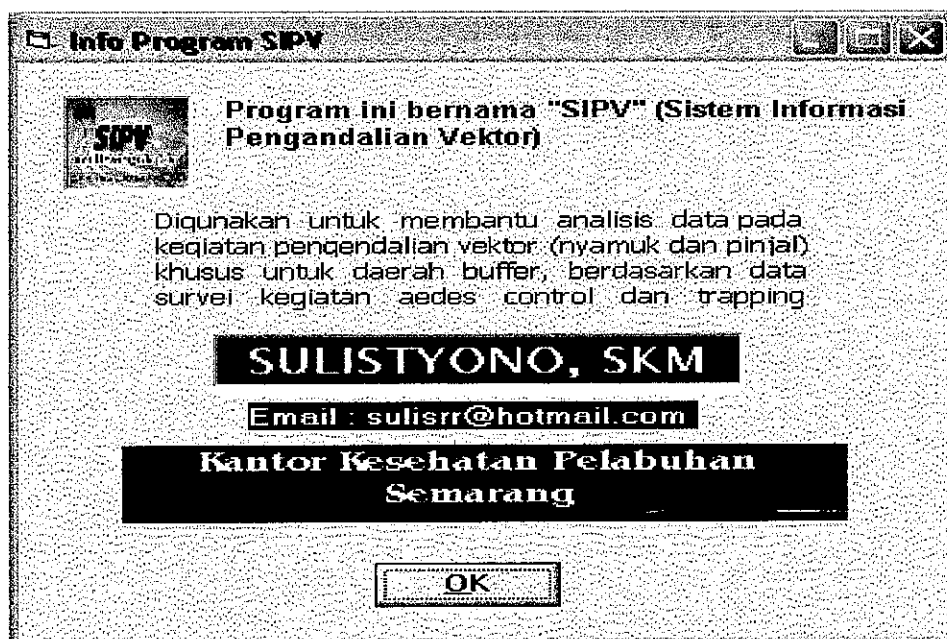 Info Program SIPV
SIPV
Program ini bernama "SIPV" (Sistem Informasi
Pengandalian Vektor)
Digunakan untuk membantu analisis data pada
kegiatan pengendalian vektor (nyamuk dan pinjal)
khusus untuk daerah buffer, berdasarkan data
survei kegiatan aedes control dan trapping
SULISTYONO, SKM
Email : sulisrr@hotmail.com
Kantor Kesehatan Pelabuhan
Semarang
OK